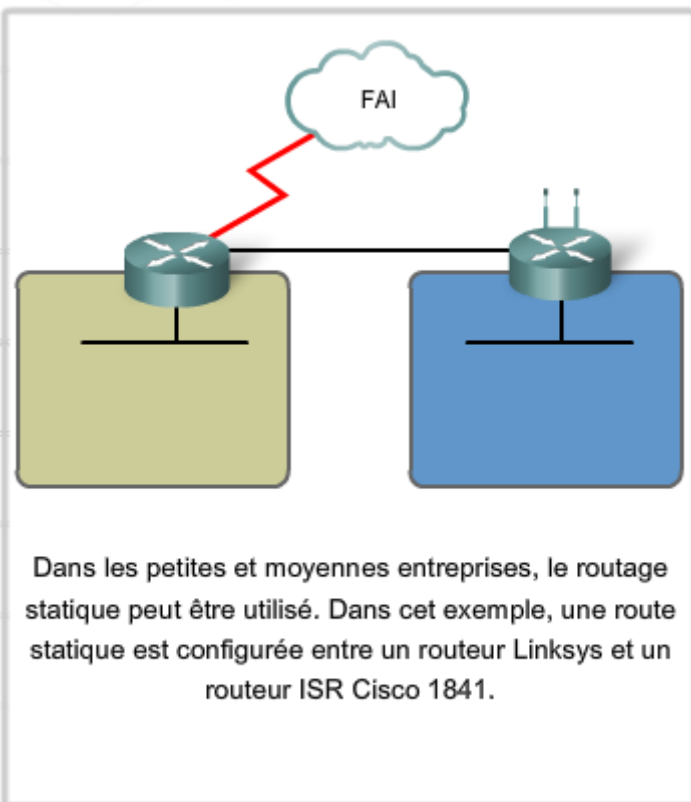 FAI
Dans les petites et moyennes entreprises, le routage
statique peut être utilisé. Dans cet exemple, une route
statique est configurée entre un routeur Linksys et un
routeur ISR Cisco 1841.